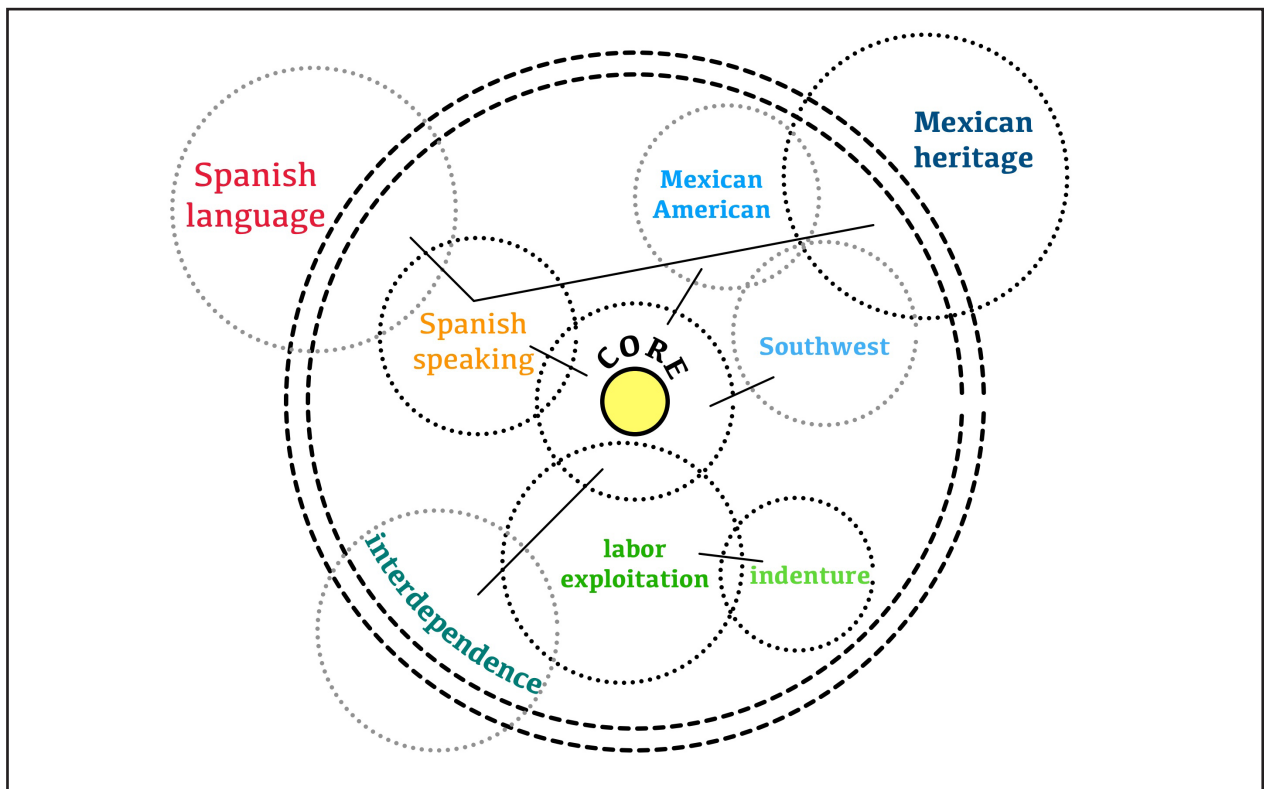 Mexican
heritage
Spanish
language
Mexican
American
Spanish
speaking
CORE
Southwest
labor
exploitation
indenture
interdependence